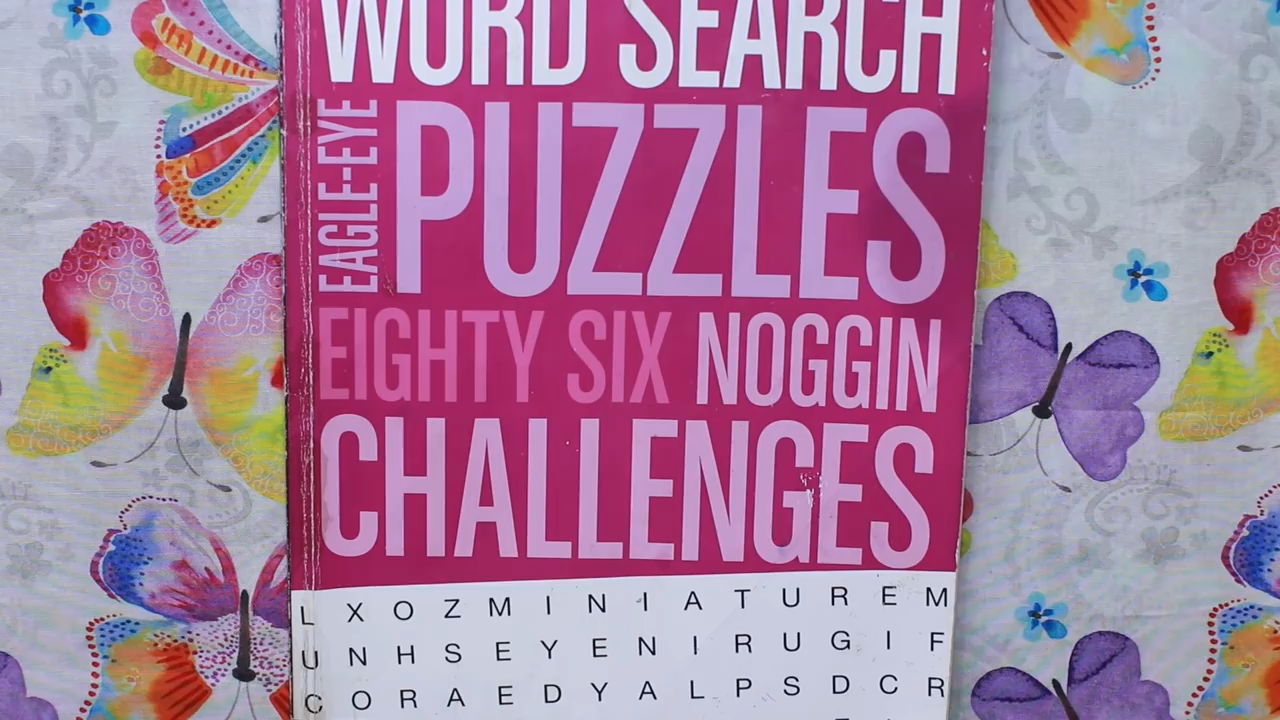 WORD SEARCH
EAGLE-EYE
PUZZLES
EIGHTY SIX NOGGIN
CHALLENGES
L X O Z M I N I A T U R E M
U N H S E Y E N I R U G I F
C O R A E D Y A L P S D C R